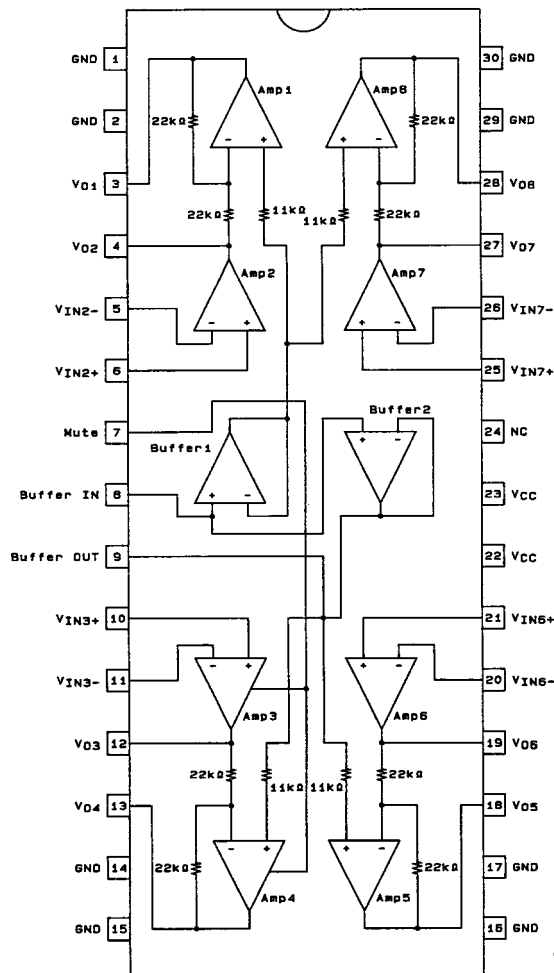 GND 1
GND 2
VO1 3
VO2 4
VIN2- 5
VIN2+ 6
Mute 7
Buffer IN 8
Buffer OUT 9
VIN3+ 10
VIN3- 11
VO3 12
VO4 13
GND 14
GND 15
30 GND
29 GND
28 VO8
27 VO7
26 VIN7-
25 VIN7+
24 NC
23 VCC
22 VCC
21 VIN6+
20 VIN6-
19 VO6
18 VO5
17 GND
16 GND
Amp1
22kΩ
- +
22kΩ
11kΩ
Amp8
22kΩ
+ -
11kΩ
22kΩ
Amp2
- +
Amp7
+ -
Buffer1
+ -
Buffer2
+ -
- +
Amp3
+ -
Amp6
22kΩ
11kΩ
11kΩ
22kΩ
- +
22kΩ
Amp4
+ -
22kΩ
Amp5